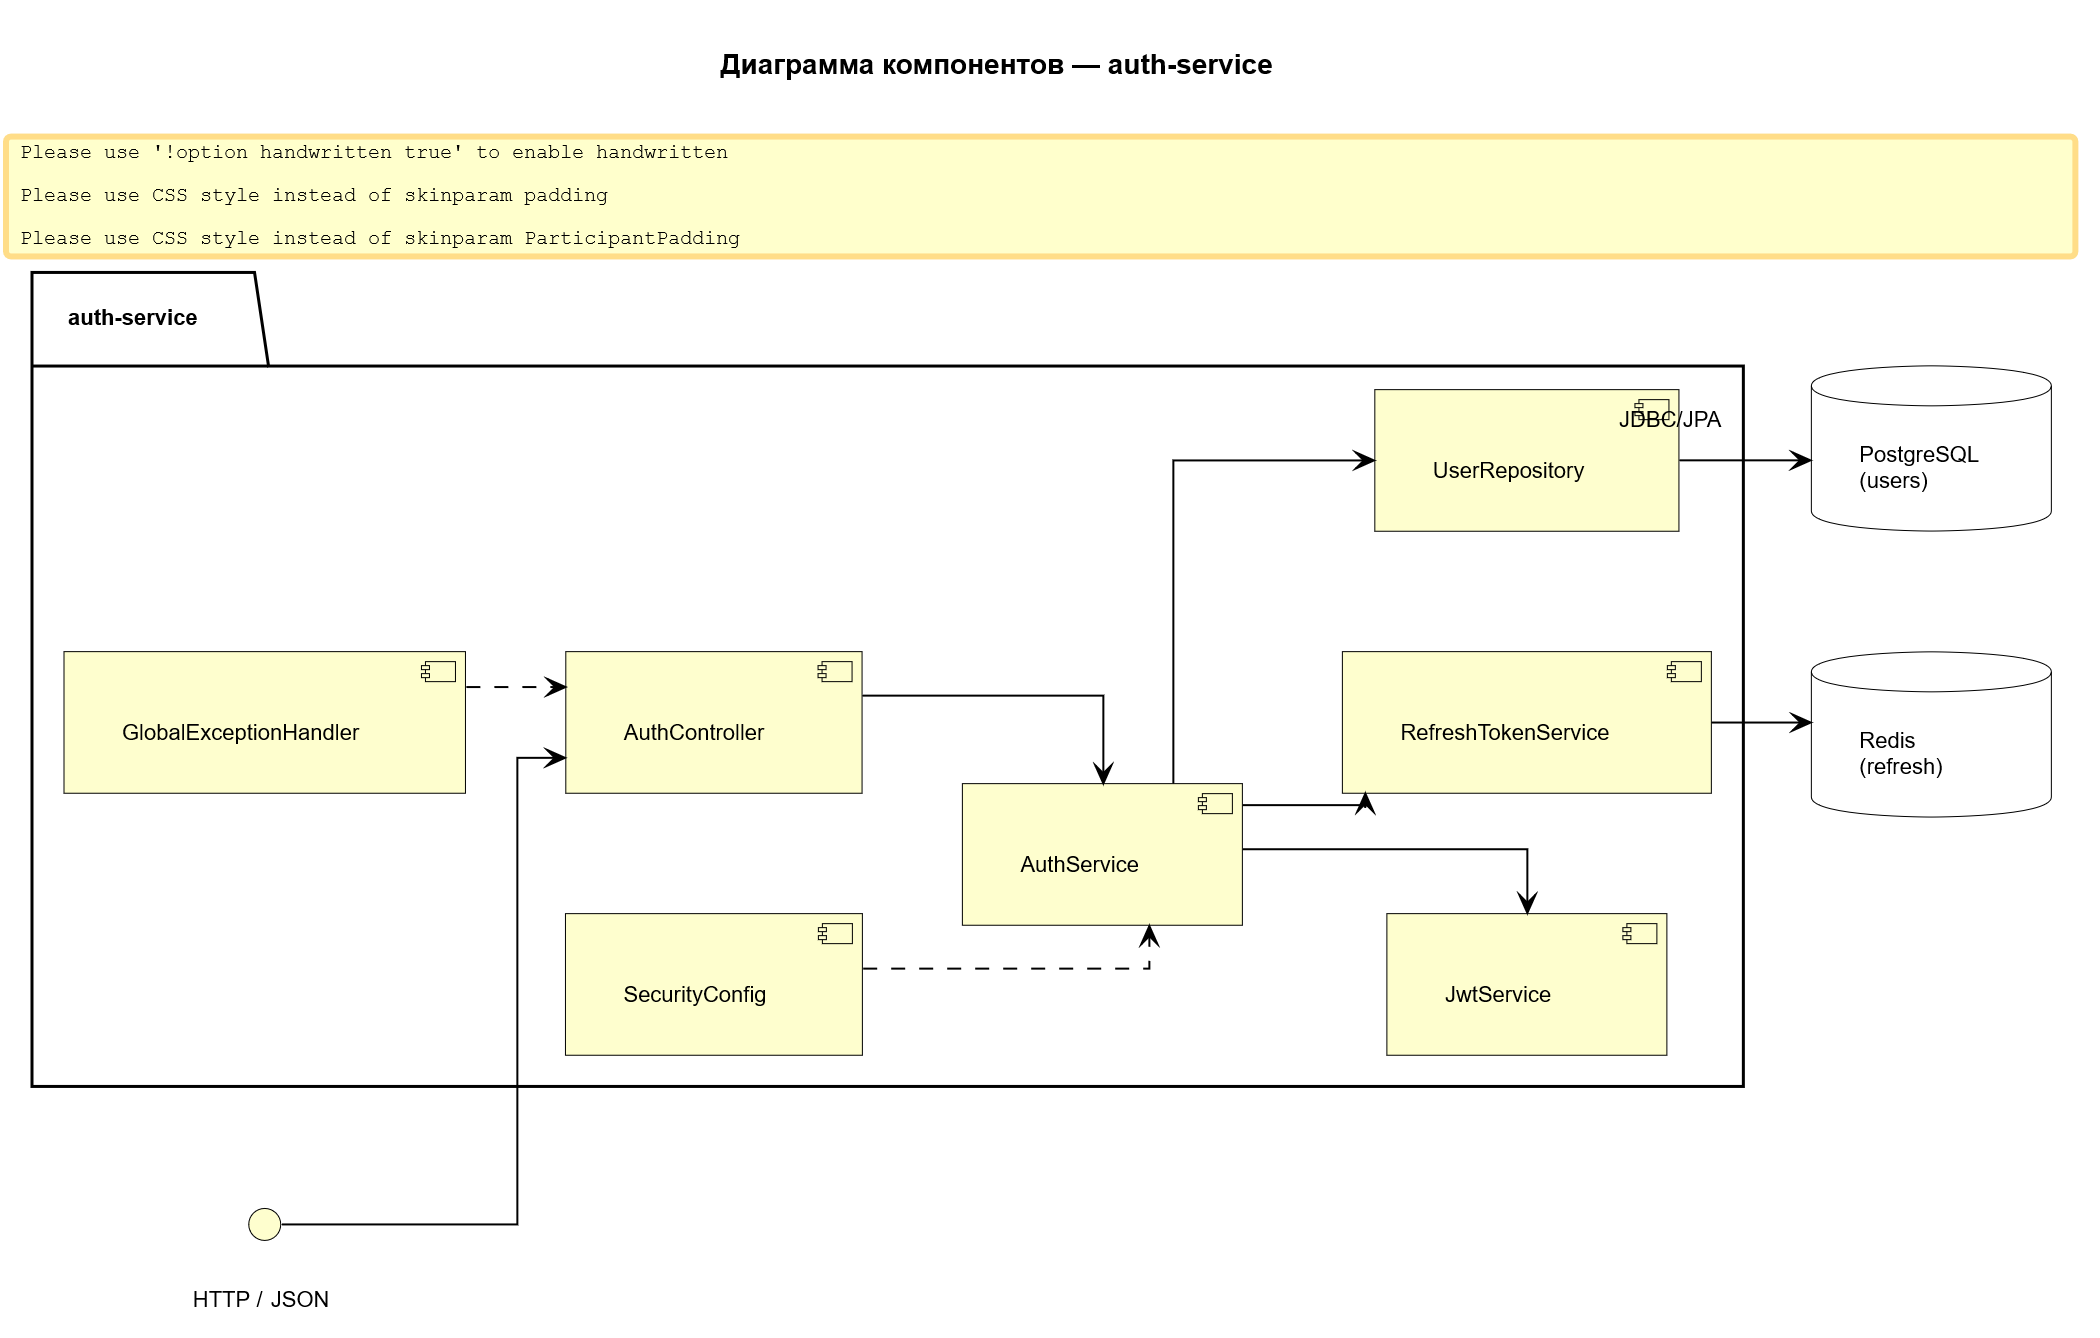 Диаграмма компонентов — auth-service
Please use '!option handwritten true' to enable handwritten
Please use CSS style instead of skinparam padding
Please use CSS style instead of skinparam ParticipantPadding
auth-service
JDBC/JPA
UserRepository
PostgreSQL
(users)
GlobalExceptionHandler
AuthController
RefreshTokenService
Redis
(refresh)
AuthService
SecurityConfig
JwtService
HTTP / JSON